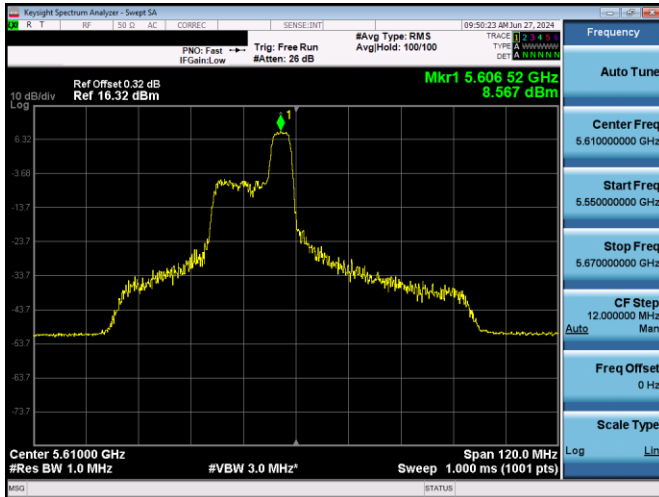 Keysight Spectrum Analyzer - Swept SA
R T RF 50 Ω AC CORREC SENSE:INT 09:50:23 AM Jun 27, 2024
#Avg Type: RMS TRACE 1 2 3 4 5 6
PNO: Fast Trig: Free Run Avg|Hold: 100/100 TYPE A WWWWW
IFGain:Low #Atten: 26 dB DET A N N N N N
Mkr1 5.606 52 GHz
8.567 dBm
Ref Offset 0.32 dB
10 dB/div Ref 16.32 dBm
Log
1
6.32
-3.68
-13.7
-23.7
-33.7
-43.7
-53.7
-63.7
-73.7
Center 5.61000 GHz Span 120.0 MHz
#Res BW 1.0 MHz #VBW 3.0 MHz* Sweep 1.000 ms (1001 pts)
MSG STATUS
Frequency
Auto Tune
Center Freq
5.610000000 GHz
Start Freq
5.550000000 GHz
Stop Freq
5.670000000 GHz
CF Step
12.000000 MHz
Auto Man
Freq Offset
0 Hz
Scale Type
Log Lin